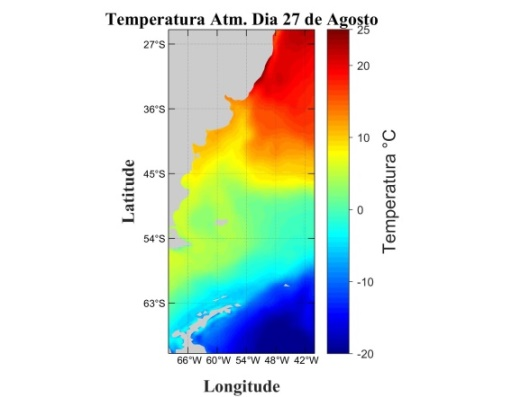 Temperatura Atm. Dia 27 de Agosto
27°S
36°S
45°S
54°S
63°S
Latitude
66°W 60°W 54°W 48°W 42°W
Longitude
25
20
10
0
-10
-20
Temperatura °C